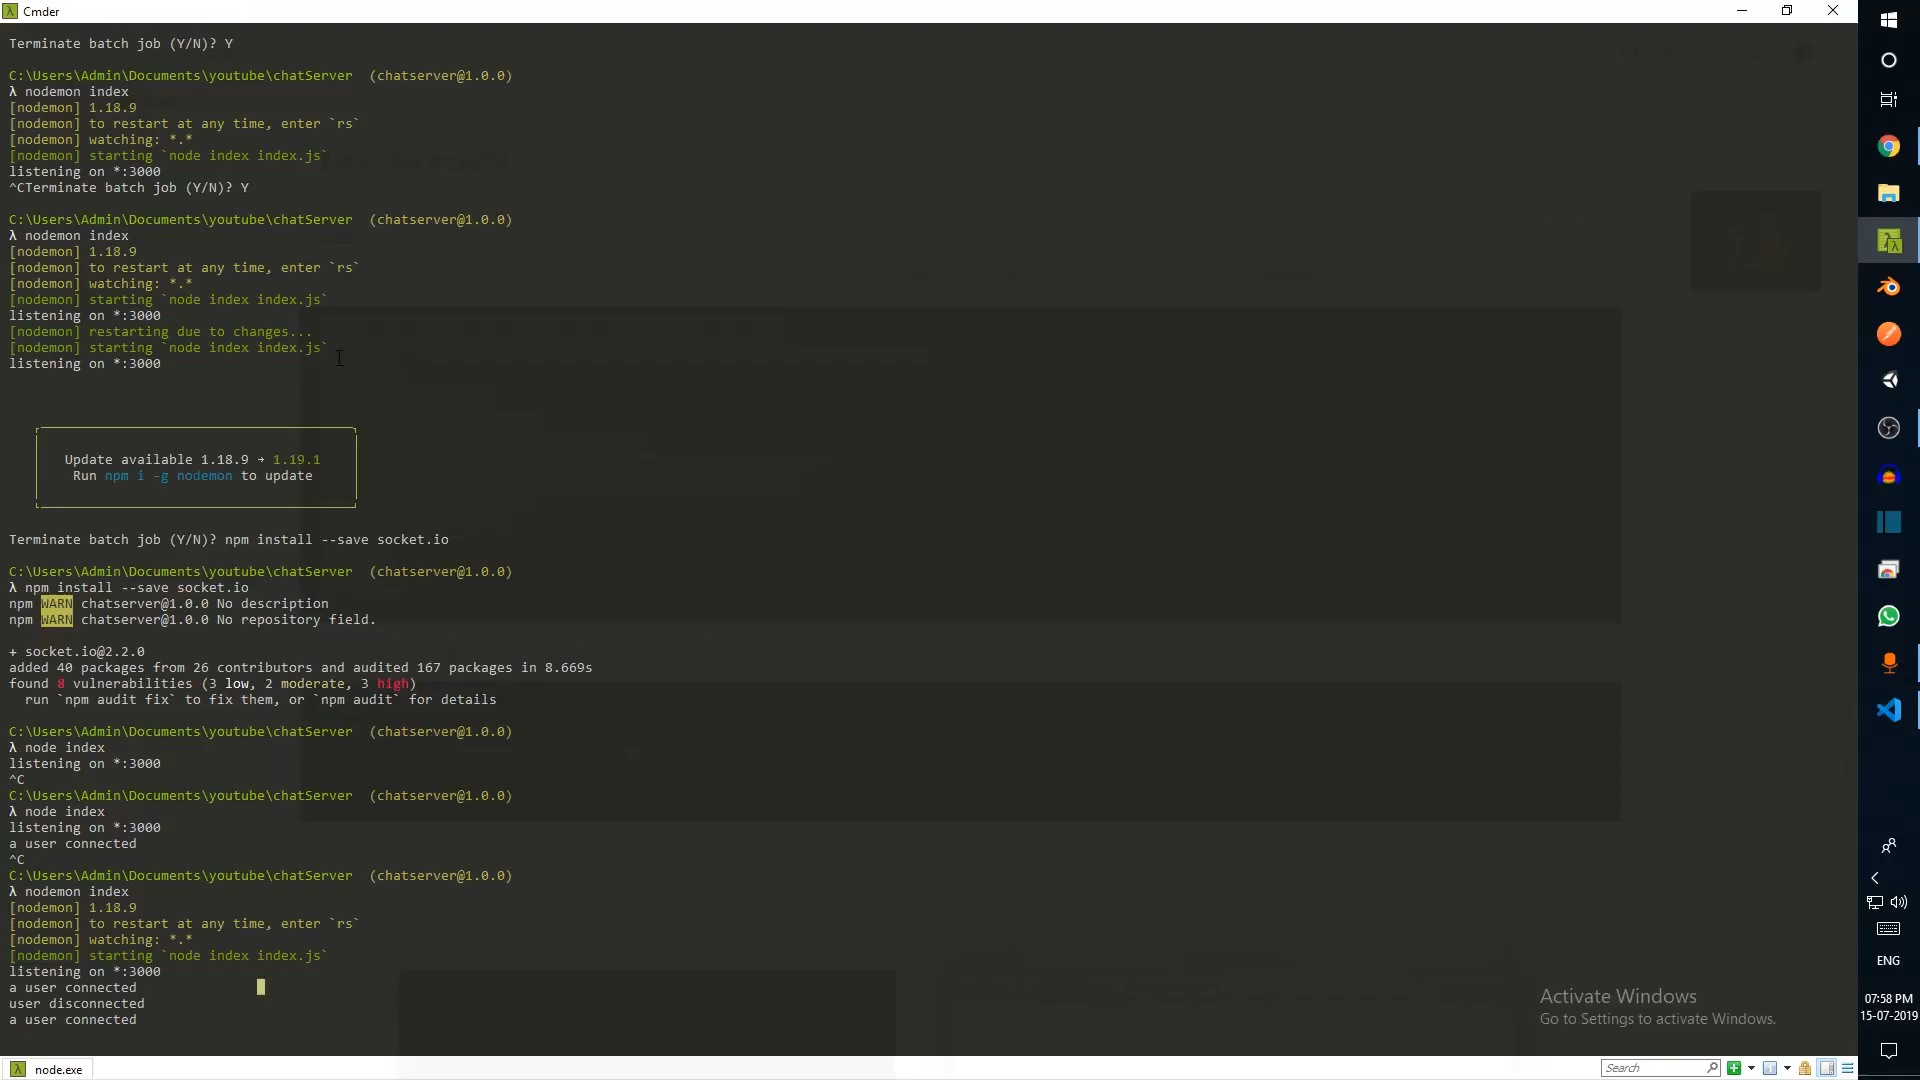 Cmder
Terminate batch job (Y/N)? Y
C:\Users\Admin\Documents\youtube\chatServer  (chatserver@1.0.0)
λ nodemon index
[nodemon] 1.18.9
[nodemon] to restart at any time, enter `rs`
[nodemon] watching: *.*
[nodemon] starting `node index index.js`
listening on *:3000
^CTerminate batch job (Y/N)? Y
C:\Users\Admin\Documents\youtube\chatServer  (chatserver@1.0.0)
λ nodemon index
[nodemon] 1.18.9
[nodemon] to restart at any time, enter `rs`
[nodemon] watching: *.*
[nodemon] starting `node index index.js`
listening on *:3000
[nodemon] restarting due to changes...
[nodemon] starting `node index index.js`
listening on *:3000
Update available 1.18.9 → 1.19.1
Run npm i -g nodemon to update
Terminate batch job (Y/N)? npm install --save socket.io
C:\Users\Admin\Documents\youtube\chatServer  (chatserver@1.0.0)
λ npm install --save socket.io
npm WARN chatserver@1.0.0 No description
npm WARN chatserver@1.0.0 No repository field.
+ socket.io@2.2.0
added 40 packages from 26 contributors and audited 167 packages in 8.669s
found 8 vulnerabilities (3 low, 2 moderate, 3 high)
run `npm audit fix` to fix them, or `npm audit` for details
C:\Users\Admin\Documents\youtube\chatServer  (chatserver@1.0.0)
λ node index
listening on *:3000
^C
C:\Users\Admin\Documents\youtube\chatServer  (chatserver@1.0.0)
λ node index
listening on *:3000
a user connected
^C
C:\Users\Admin\Documents\youtube\chatServer  (chatserver@1.0.0)
λ nodemon index
[nodemon] 1.18.9
[nodemon] to restart at any time, enter `rs`
[nodemon] watching: *.*
[nodemon] starting `node index index.js`
listening on *:3000
a user connected
user disconnected
a user connected
Activate Windows
Go to Settings to activate Windows.
ENG
07:58 PM
15-07-2019
node.exe
Search